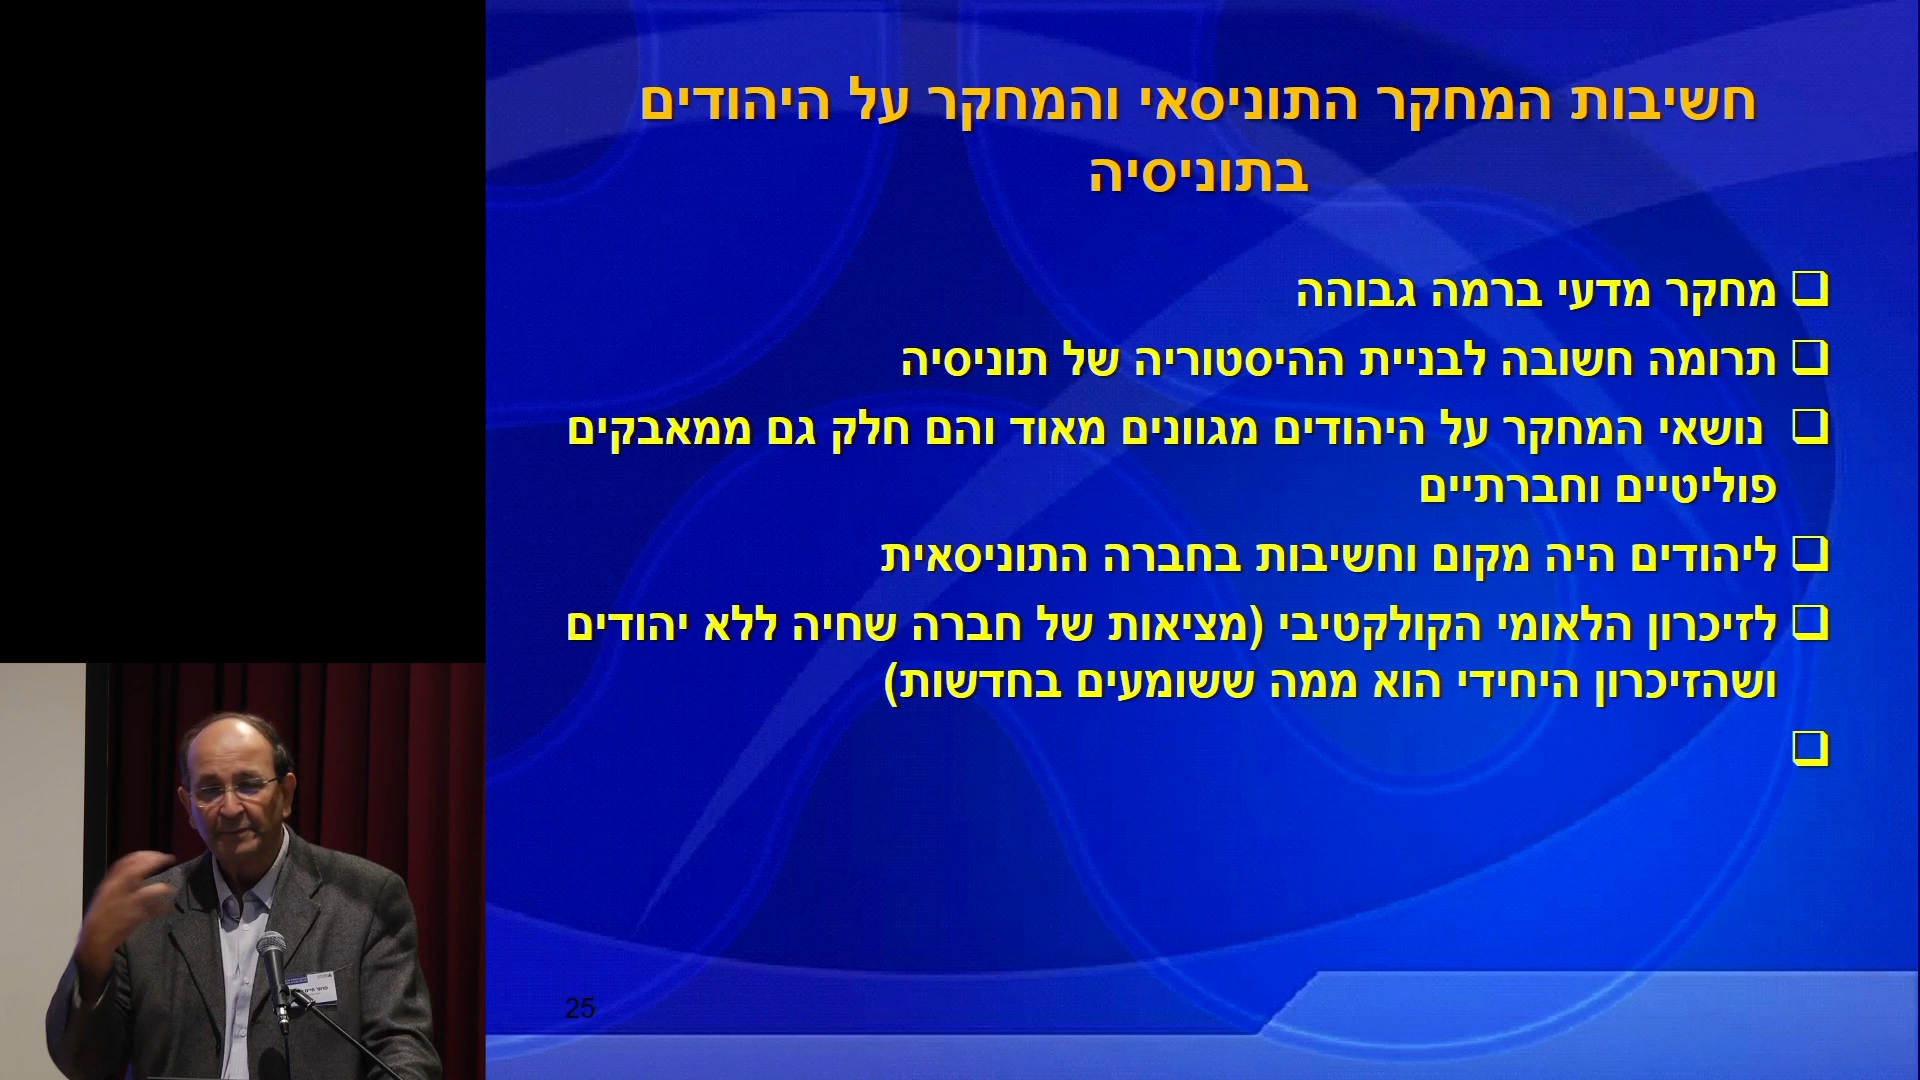 חשיבות המחקר התוניסאי והמחקר על היהודים
בתוניסיה
מחקר מדעי ברמה גבוהה
תרומה חשובה לבניית ההיסטוריה של תוניסיה
נושאי המחקר על היהודים מגוונים מאוד והם חלק גם ממאבקים
פוליטיים וחברתיים
ליהודים היה מקום וחשיבות בחברה התוניסאית
לזיכרון הלאומי הקולקטיבי (מציאות של חברה שחיה ללא יהודים
ושהזיכרון היחידי הוא ממה ששומעים בחדשות)
25
פרופ' חיים